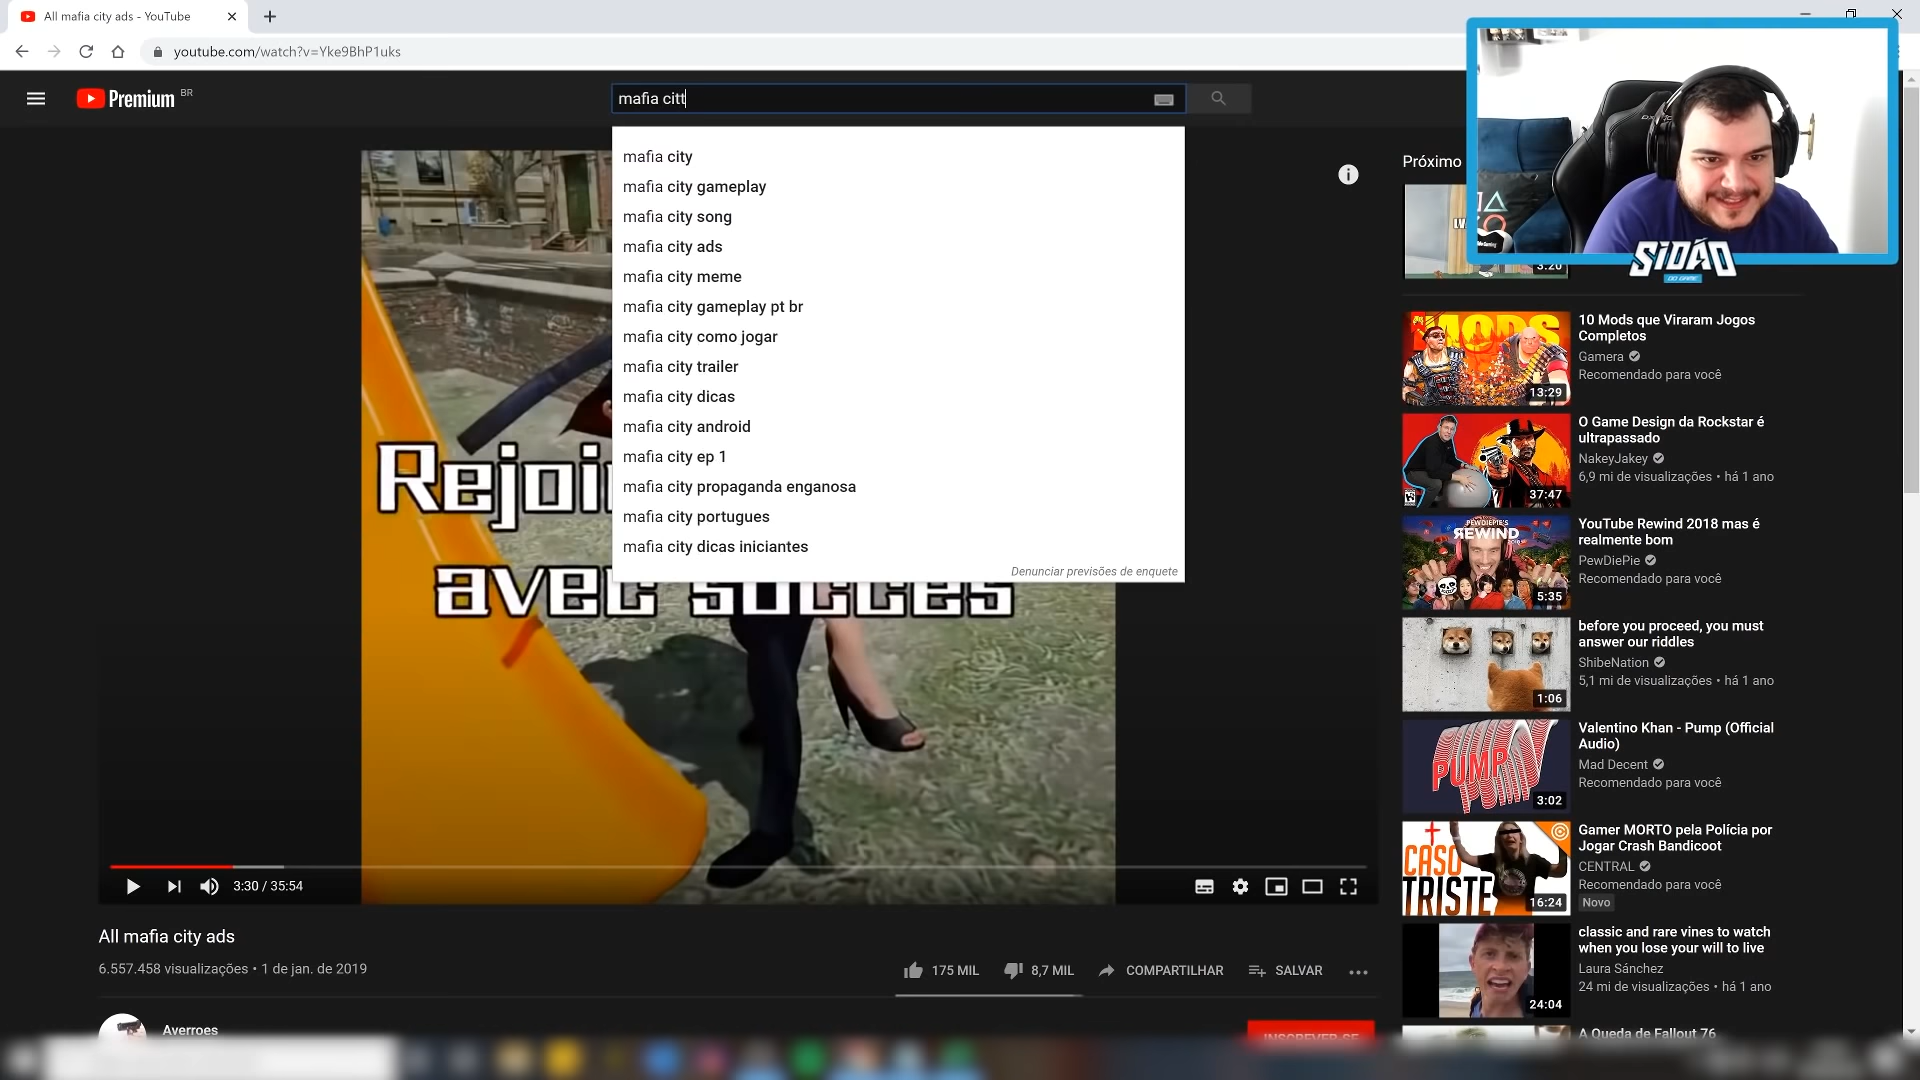 All mafia city ads - YouTube
youtube.com/watch?v=Yke9BhP1uks
Premium BR
mafia citt
mafia city
mafia city gameplay
mafia city song
mafia city ads
mafia city meme
mafia city gameplay pt br
mafia city como jogar
mafia city trailer
mafia city dicas
mafia city android
mafia city ep 1
mafia city propaganda enganosa
mafia city portugues
mafia city dicas iniciantes
Denunciar previsões de enquete
avec succès
3:30 / 35:54
All mafia city ads
6.557.458 visualizações • 1 de jan. de 2019
175 MIL
8,7 MIL
COMPARTILHAR
SALVAR
Averroes
INSCREVER-SE
SIDÃO
DO GAME
Próximo
3:20
MODS
13:29
10 Mods que Viraram Jogos
Completos
Gamera
Recomendado para você
37:47
O Game Design da Rockstar é
ultrapassado
NakeyJakey
6,9 mi de visualizações • há 1 ano
PEWDIEPIE'S
REWIND
5:35
YouTube Rewind 2018 mas é
realmente bom
PewDiePie
Recomendado para você
1:06
before you proceed, you must
answer our riddles
ShibeNation
5,1 mi de visualizações • há 1 ano
PUMP
3:02
Valentino Khan - Pump (Official
Audio)
Mad Decent
Recomendado para você
CASO
TRISTE
16:24
Gamer MORTO pela Polícia por
Jogar Crash Bandicoot
CENTRAL
Recomendado para você
Novo
24:04
classic and rare vines to watch
when you lose your will to live
Laura Sánchez
24 mi de visualizações • há 1 ano
A Queda de Fallout 76